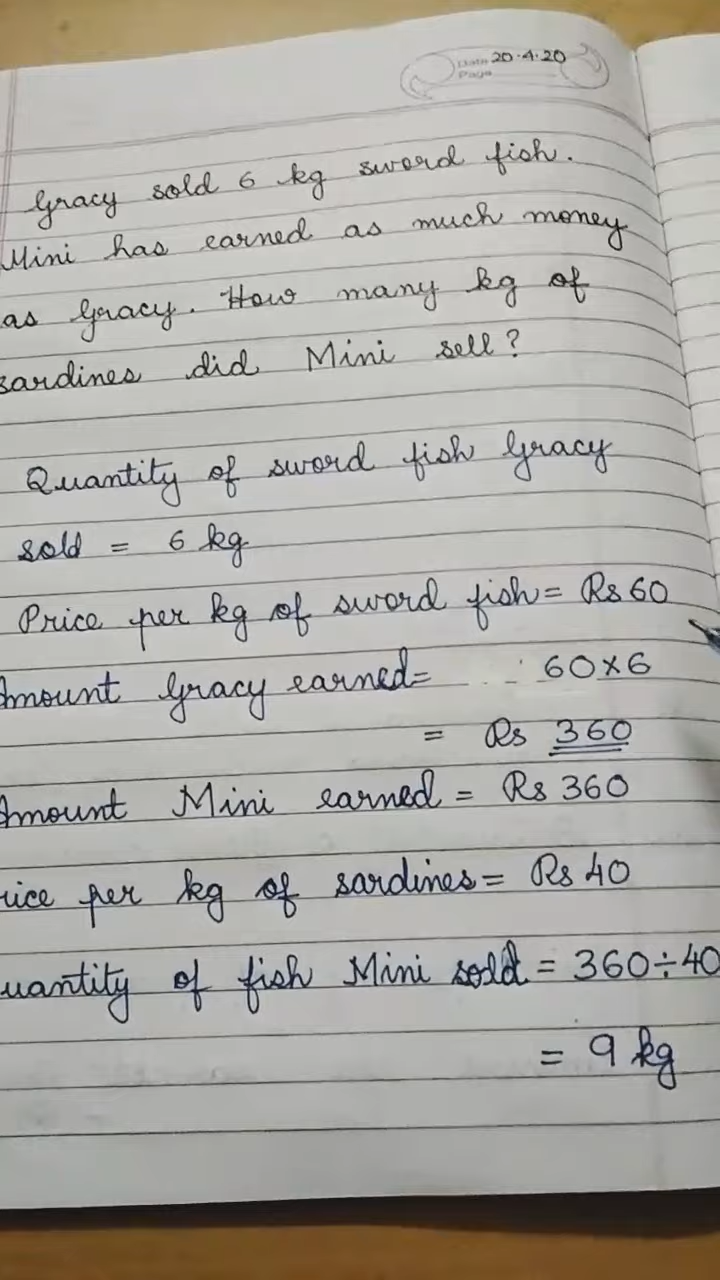 Date 20.4.20
Page
Gracy sold 6 kg sword fish.
Mini has earned as much money
as Gracy. How many kg of
sardines did Mini sell?
Quantity of sword fish Gracy
sold = 6 kg
Price per kg of sword fish = Rs 60
Amount Gracy earned = 60×6
= Rs 360
Amount Mini earned = Rs 360
rice per kg of sardines = Rs 40
uantity of fish Mini sold = 360÷40
= 9 kg